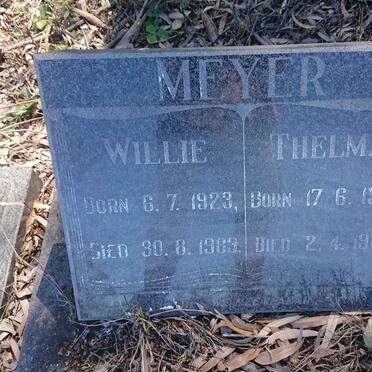 MEYER
WILLIE THELMA
BORN 6. 7. 1923, BORN 17 6.
DIED 30. 8. 1983. DIED 2. 4.